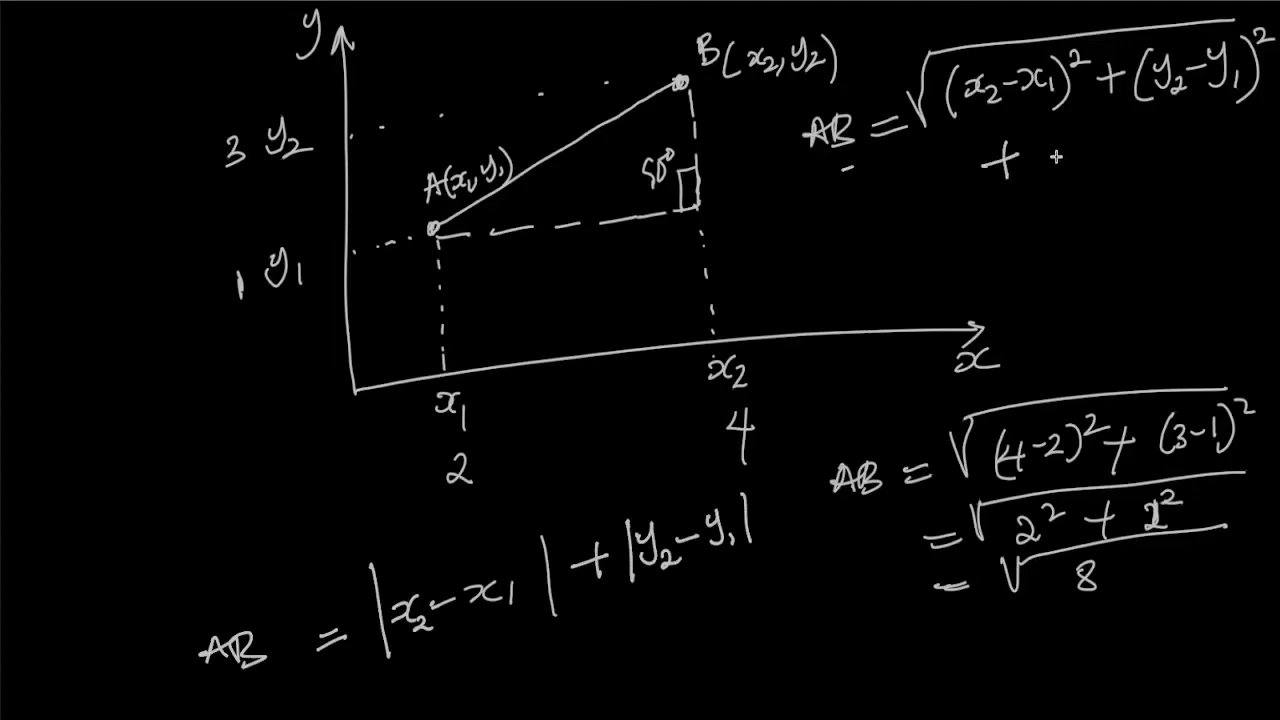 y
B(x₂, y₂)
AB = √(x₂-x₁)² + (y₂-y₁)²
+
3 y₂
A(x₁, y₁)
90°
1 y₁
x
x₁
x₂
2
4
AB = √(4-2)² + (3-1)²
= √2² + 2²
= √8
AB = |x₂-x₁| + |y₂-y₁|